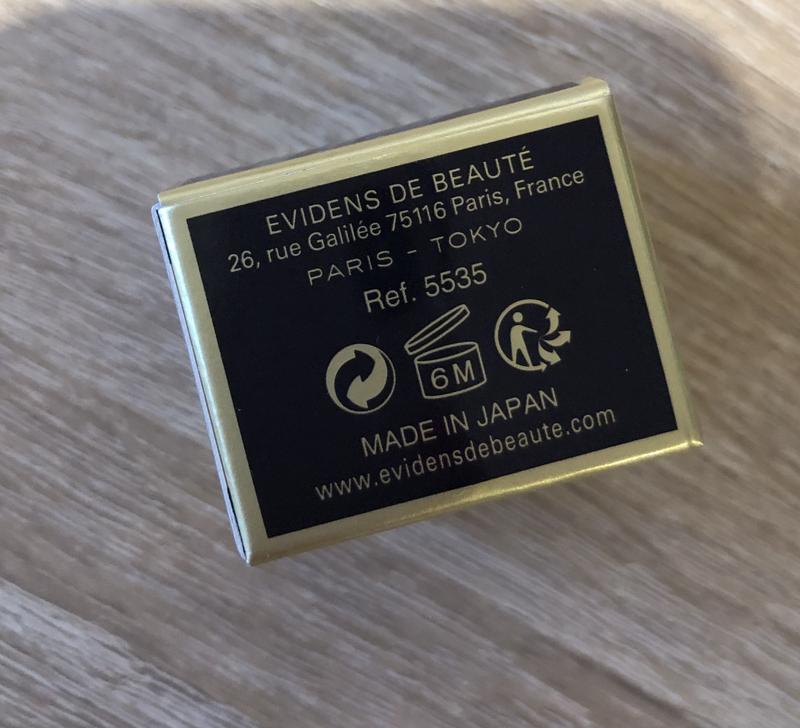 EVIDENS DE BEAUTÉ
26, rue Galilée 75116 Paris, France
PARIS - TOKYO
Ref. 5535
6M
MADE IN JAPAN
www.evidensdebeaute.com